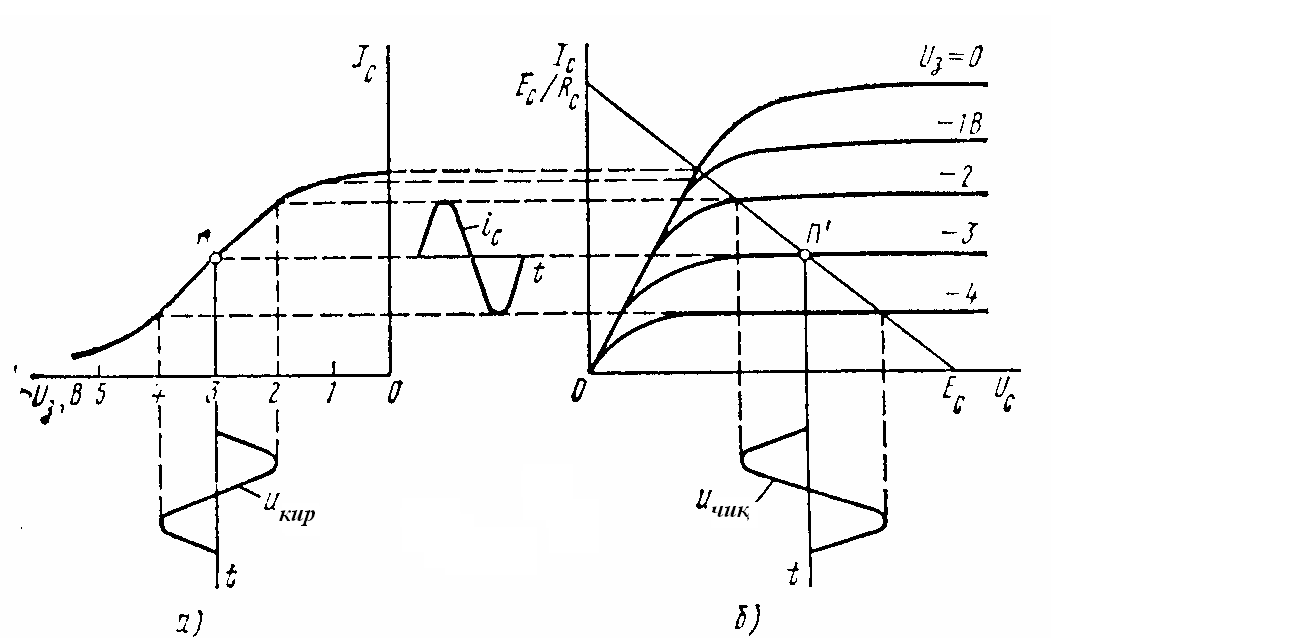 I_c
I_c
E_c/R_c
U_з=0
-1В
-2
-3
-4
П
П'
i_c
t
-U_з, В 5 4 3 2 1 0
0
E_c
U_c
u_кир
u_чиқ
t
t
а)
б)